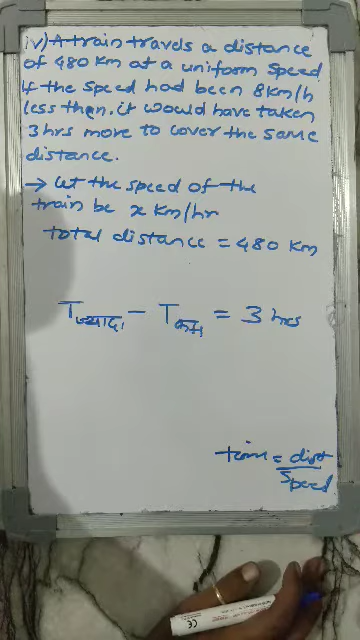 iv) A train travels a distance
of 480 Km at a uniform speed
if the speed had been 8km/h
less then, it would have taken
3 hrs more to cover the same
distance.
→ Let the speed of the
train be x km/hr
total distance = 480 km
T - T = 3 hrs
time = dist
speed